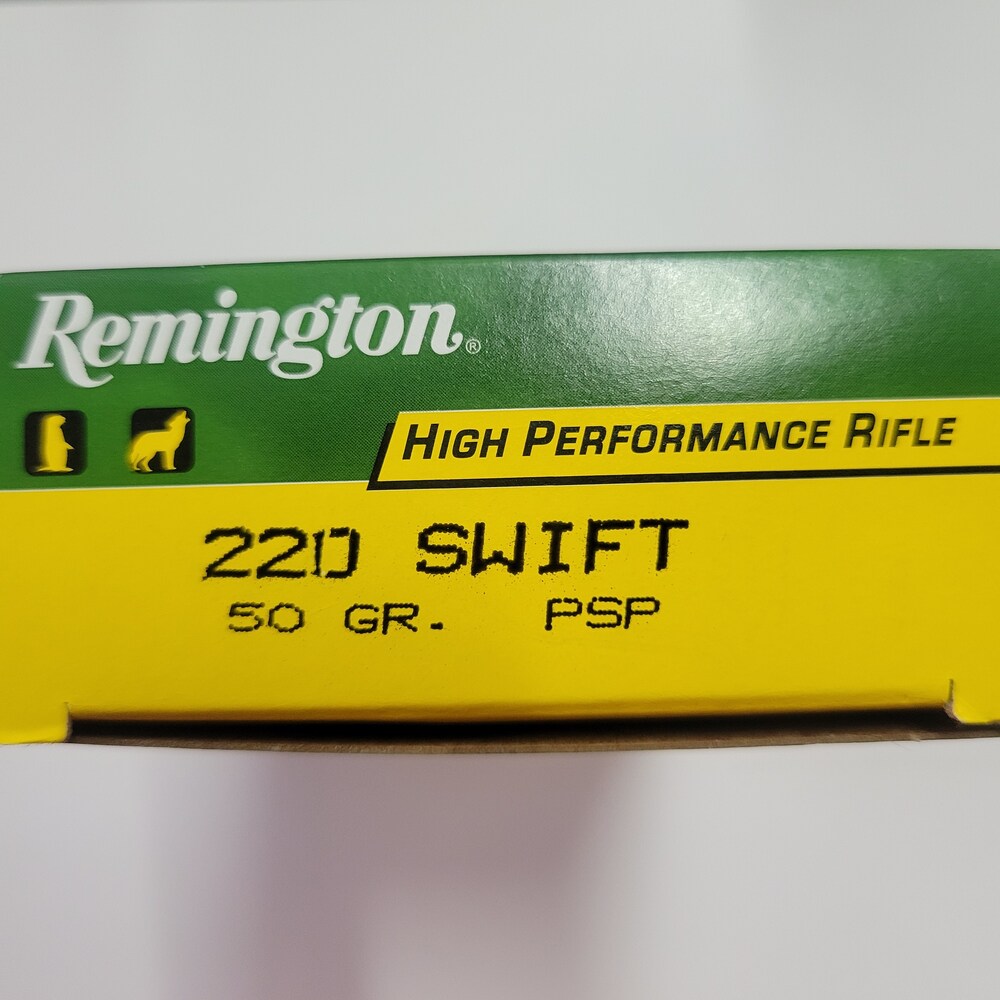 Remington®
HIGH PERFORMANCE RIFLE
220 SWIFT
50 GR. PSP